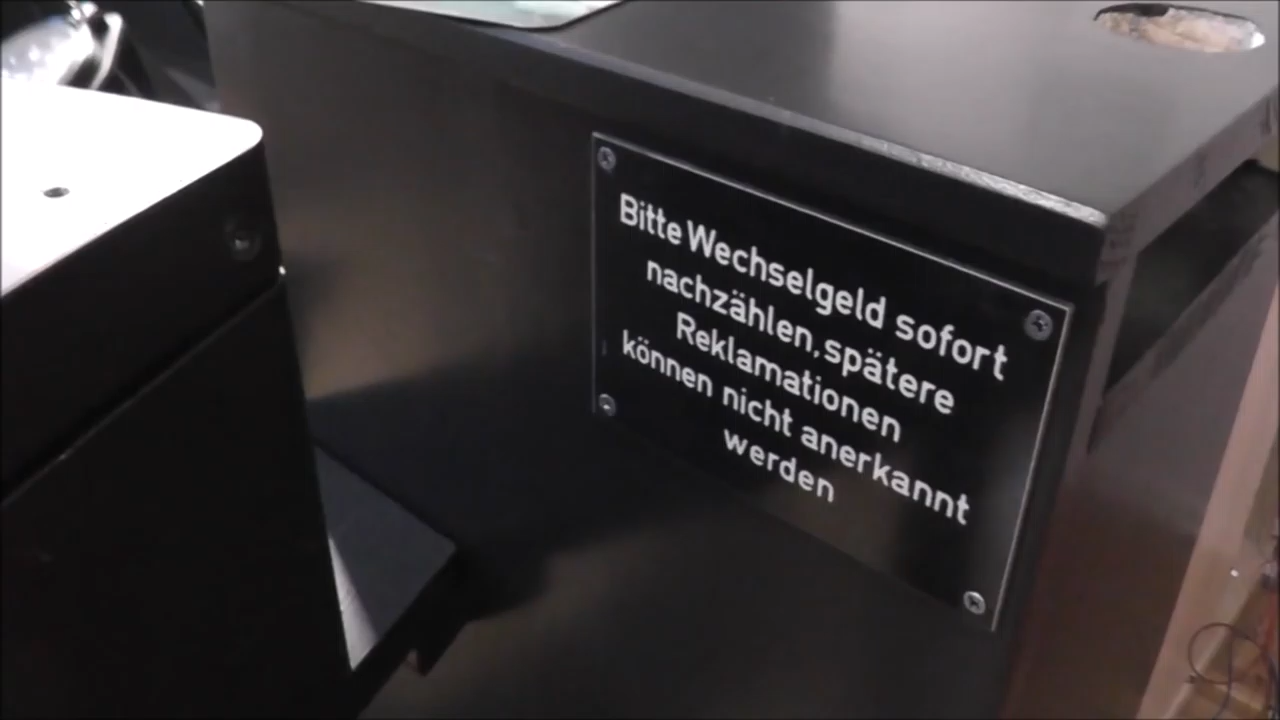 Bitte Wechselgeld sofort
nachzählen, spätere
Reklamationen
können nicht anerkannt
werden